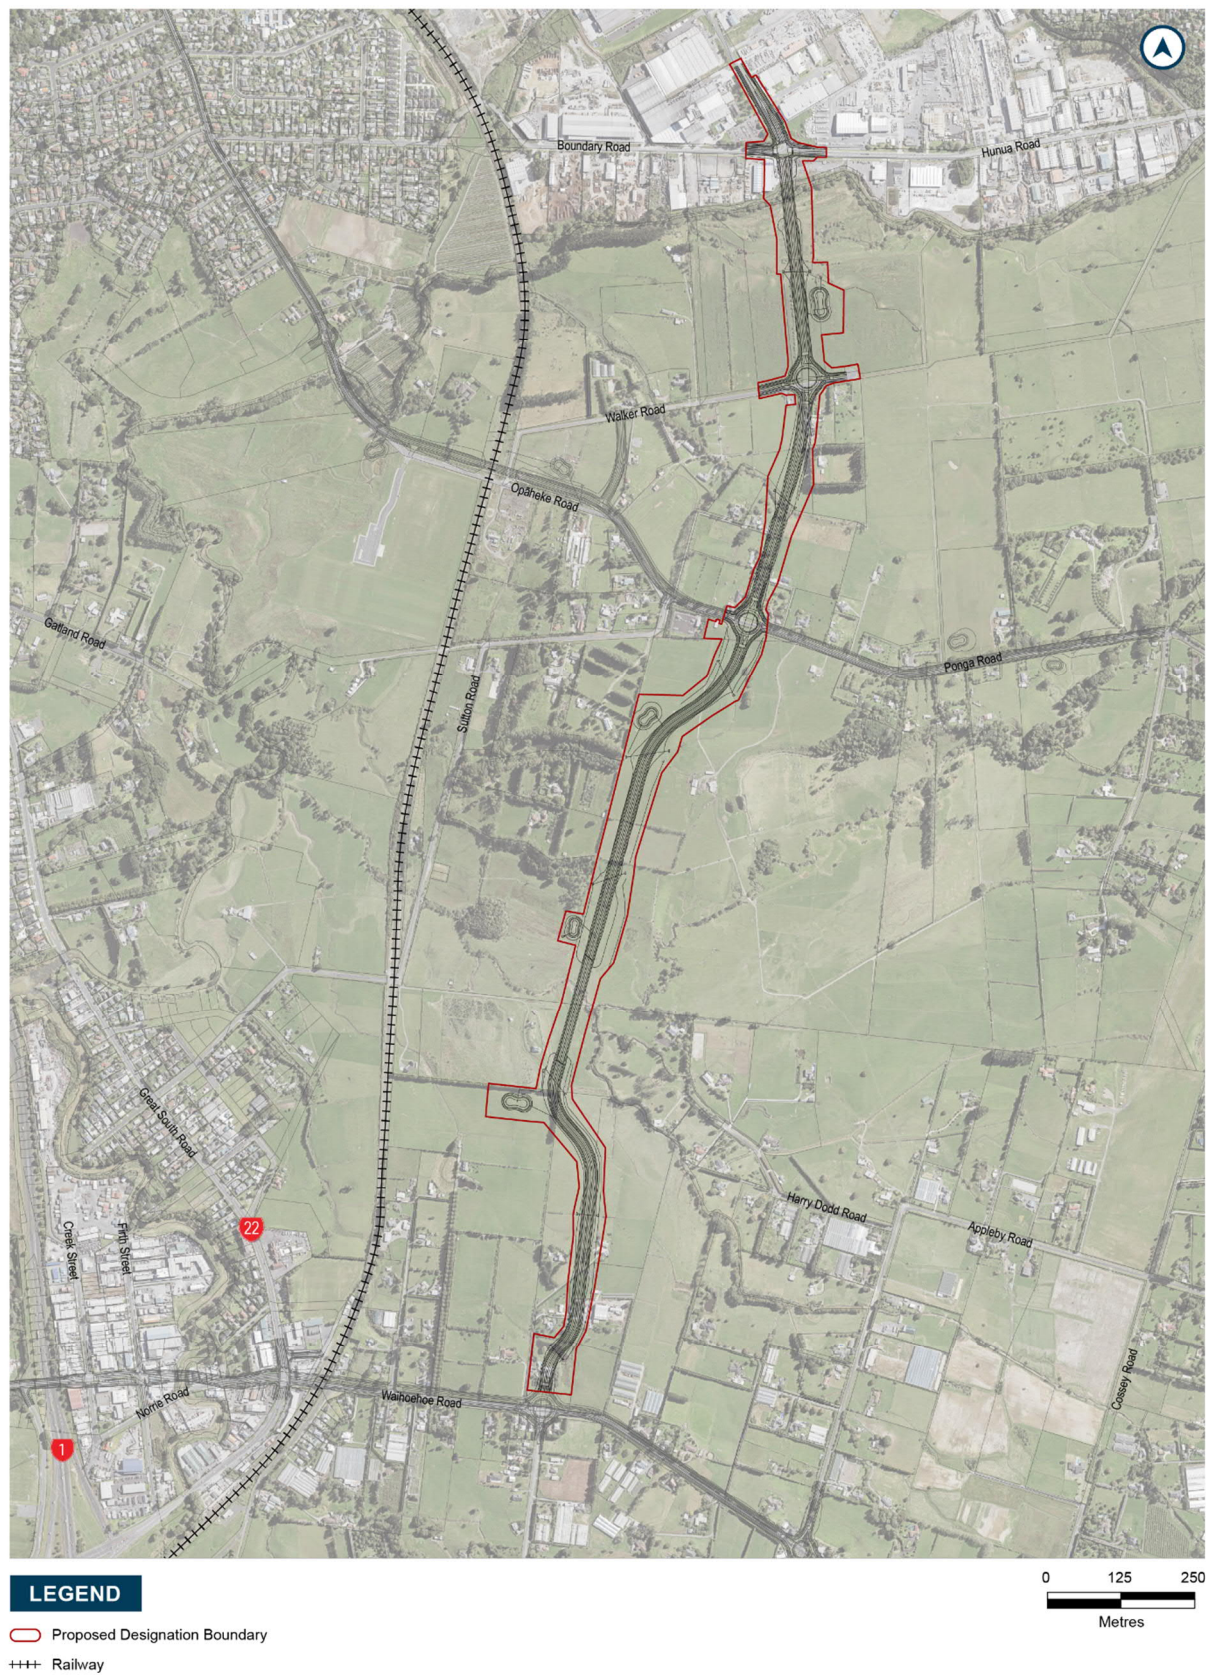 Boundary Road
Hunua Road
Walker Road
Opāheke Road
Gatland Road
Sutton Road
Ponga Road
Great South Road
Harry Dodd Road
Appleby Road
22
Creek Street
Firth Street
Cossey Road
Norrie Road
Waihoehoe Road
1
LEGEND
0 125 250
Metres
Proposed Designation Boundary
Railway